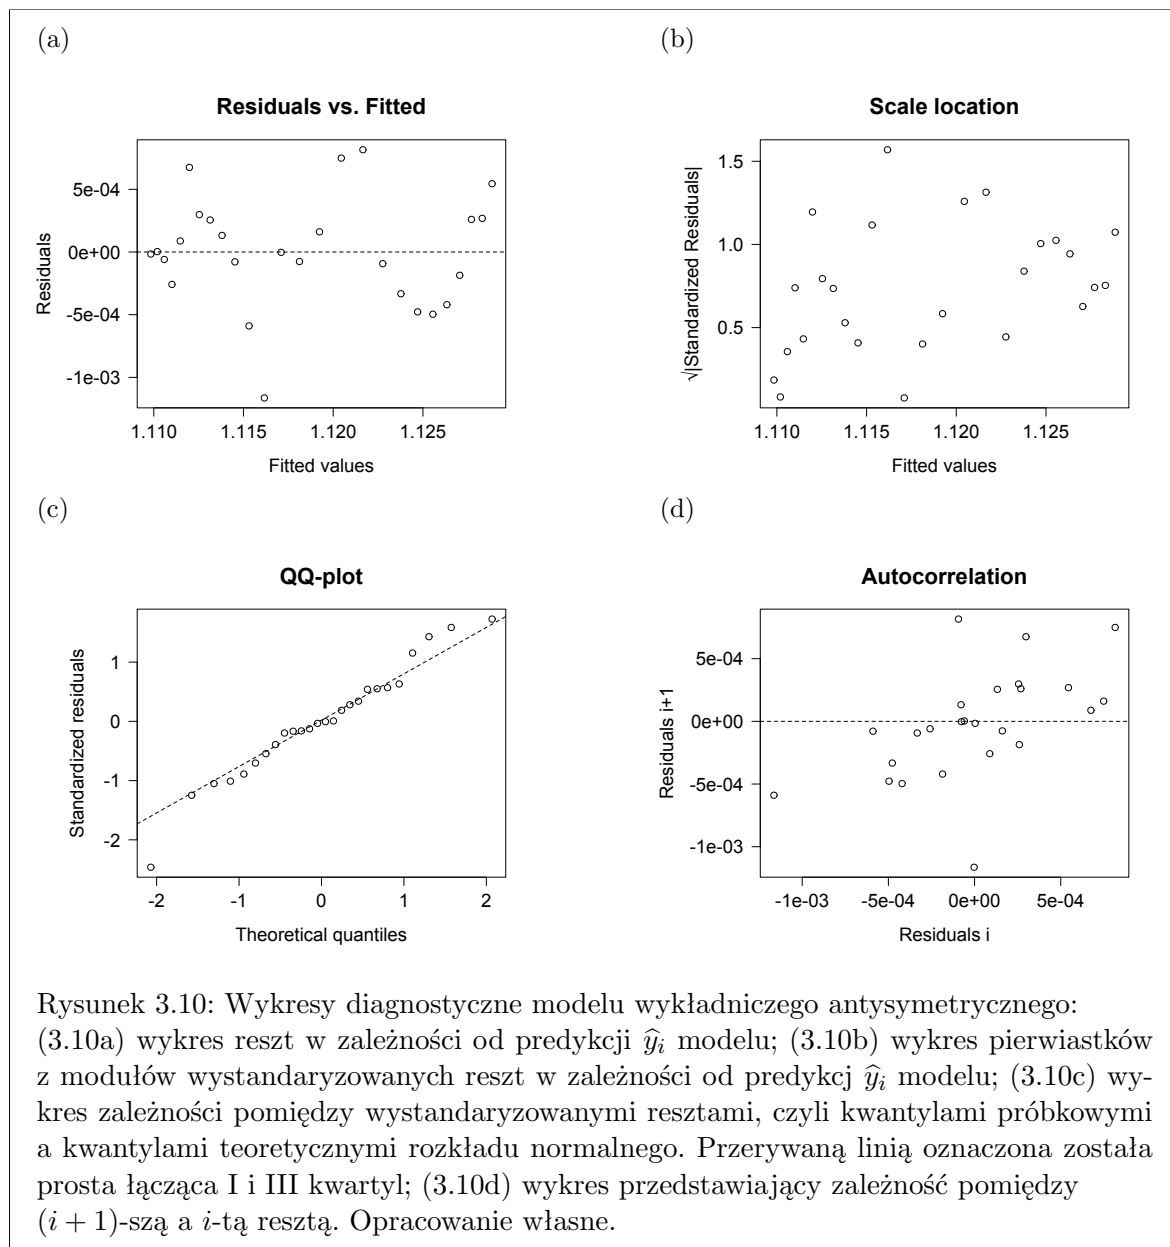 (a)
Residuals vs. Fitted
Residuals
5e-04
0e+00
-5e-04
-1e-03
1.110 1.115 1.120 1.125
Fitted values
(b)
Scale location
√|Standardized Residuals|
1.5
1.0
0.5
1.110 1.115 1.120 1.125
Fitted values
(c)
QQ-plot
Standardized residuals
1
0
-1
-2
-2 -1 0 1 2
Theoretical quantiles
(d)
Autocorrelation
Residuals i+1
5e-04
0e+00
-5e-04
-1e-03
-1e-03 -5e-04 0e+00 5e-04
Residuals i
Rysunek 3.10: Wykresy diagnostyczne modelu wykładniczego antysymetrycznego:
(3.10a) wykres reszt w zależności od predykcji ŷᵢ modelu; (3.10b) wykres pierwiastków
z modułów wystandaryzowanych reszt w zależności od predykcj ŷᵢ modelu; (3.10c) wy-
kres zależności pomiędzy wystandaryzowanymi resztami, czyli kwantylami próbkowymi
a kwantylami teoretycznymi rozkładu normalnego. Przerywaną linią oznaczona została
prosta łącząca I i III kwartyl; (3.10d) wykres przedstawiający zależność pomiędzy
(i + 1)-szą a i-tą resztą. Opracowanie własne.